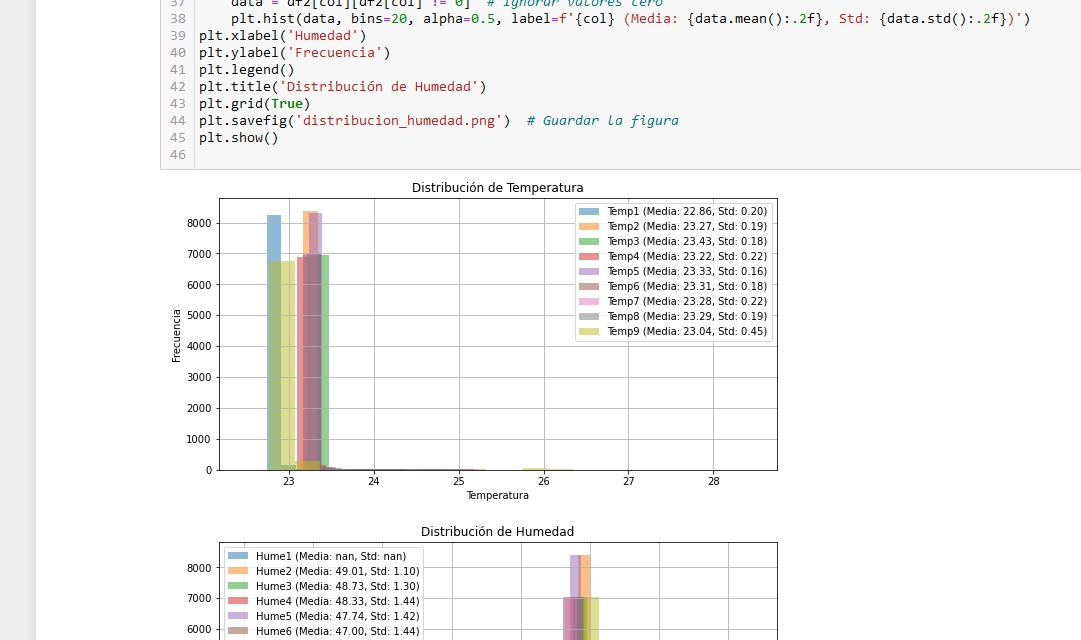 37 data = df2[col][df2[col] != 0] # Ignorar valores cero
38 plt.hist(data, bins=20, alpha=0.5, label=f'{col} (Media: {data.mean():.2f}, Std: {data.std():.2f})')
39 plt.xlabel('Humedad')
40 plt.ylabel('Frecuencia')
41 plt.legend()
42 plt.title('Distribución de Humedad')
43 plt.grid(True)
44 plt.savefig('distribucion_humedad.png') # Guardar la figura
45 plt.show()
46
Distribución de Temperatura
Temp1 (Media: 22.86, Std: 0.20)
Temp2 (Media: 23.27, Std: 0.19)
Temp3 (Media: 23.43, Std: 0.18)
Temp4 (Media: 23.22, Std: 0.22)
Temp5 (Media: 23.33, Std: 0.16)
Temp6 (Media: 23.31, Std: 0.18)
Temp7 (Media: 23.28, Std: 0.22)
Temp8 (Media: 23.29, Std: 0.19)
Temp9 (Media: 23.04, Std: 0.45)
8000
7000
6000
5000
4000
3000
2000
1000
0
Frecuencia
23 24 25 26 27 28
Temperatura
Distribución de Humedad
Hume1 (Media: nan, Std: nan)
Hume2 (Media: 49.01, Std: 1.10)
Hume3 (Media: 48.73, Std: 1.30)
Hume4 (Media: 48.33, Std: 1.44)
Hume5 (Media: 47.74, Std: 1.42)
Hume6 (Media: 47.00, Std: 1.44)
8000
7000
6000